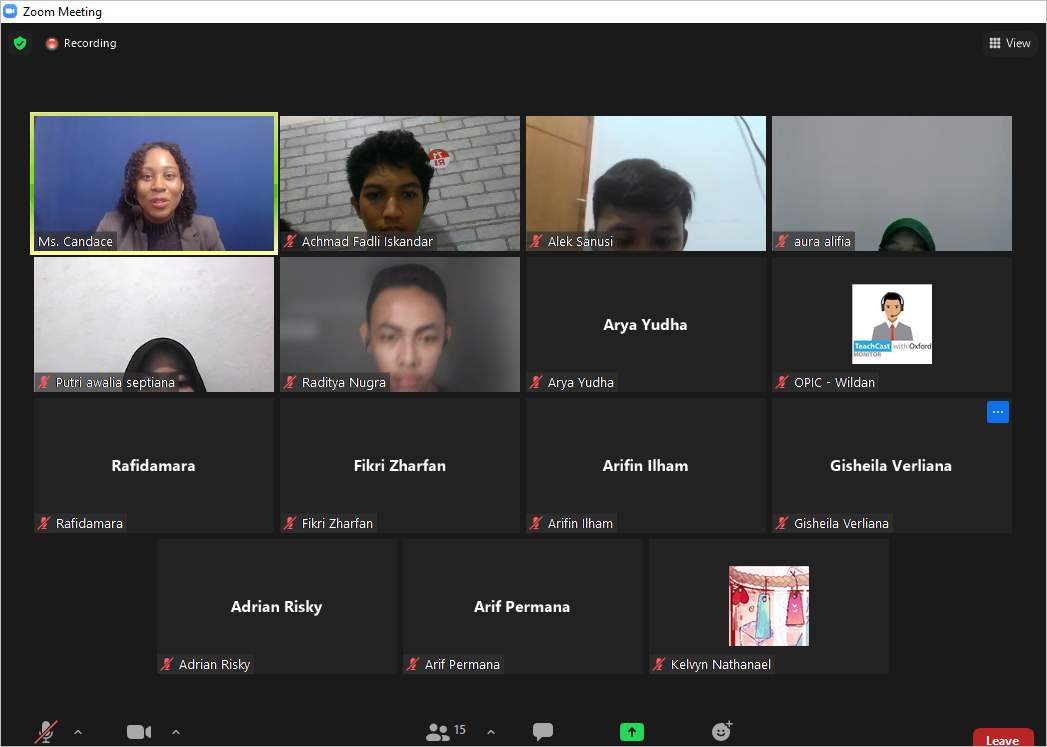 Zoom Meeting
Recording
View
Ms. Candace
Achmad Fadli Iskandar
Alek Sanusi
aura alifia
Putri awalia septiana
Raditya Nugra
Arya Yudha
Arya Yudha
TeachCast with Oxford
MONITOR
OPIC - Wildan
Rafidamara
Rafidamara
Fikri Zharfan
Fikri Zharfan
Arifin Ilham
Arifin Ilham
Gisheila Verliana
Gisheila Verliana
Adrian Risky
Adrian Risky
Arif Permana
Arif Permana
Kelvyn Nathanael
15
Leave